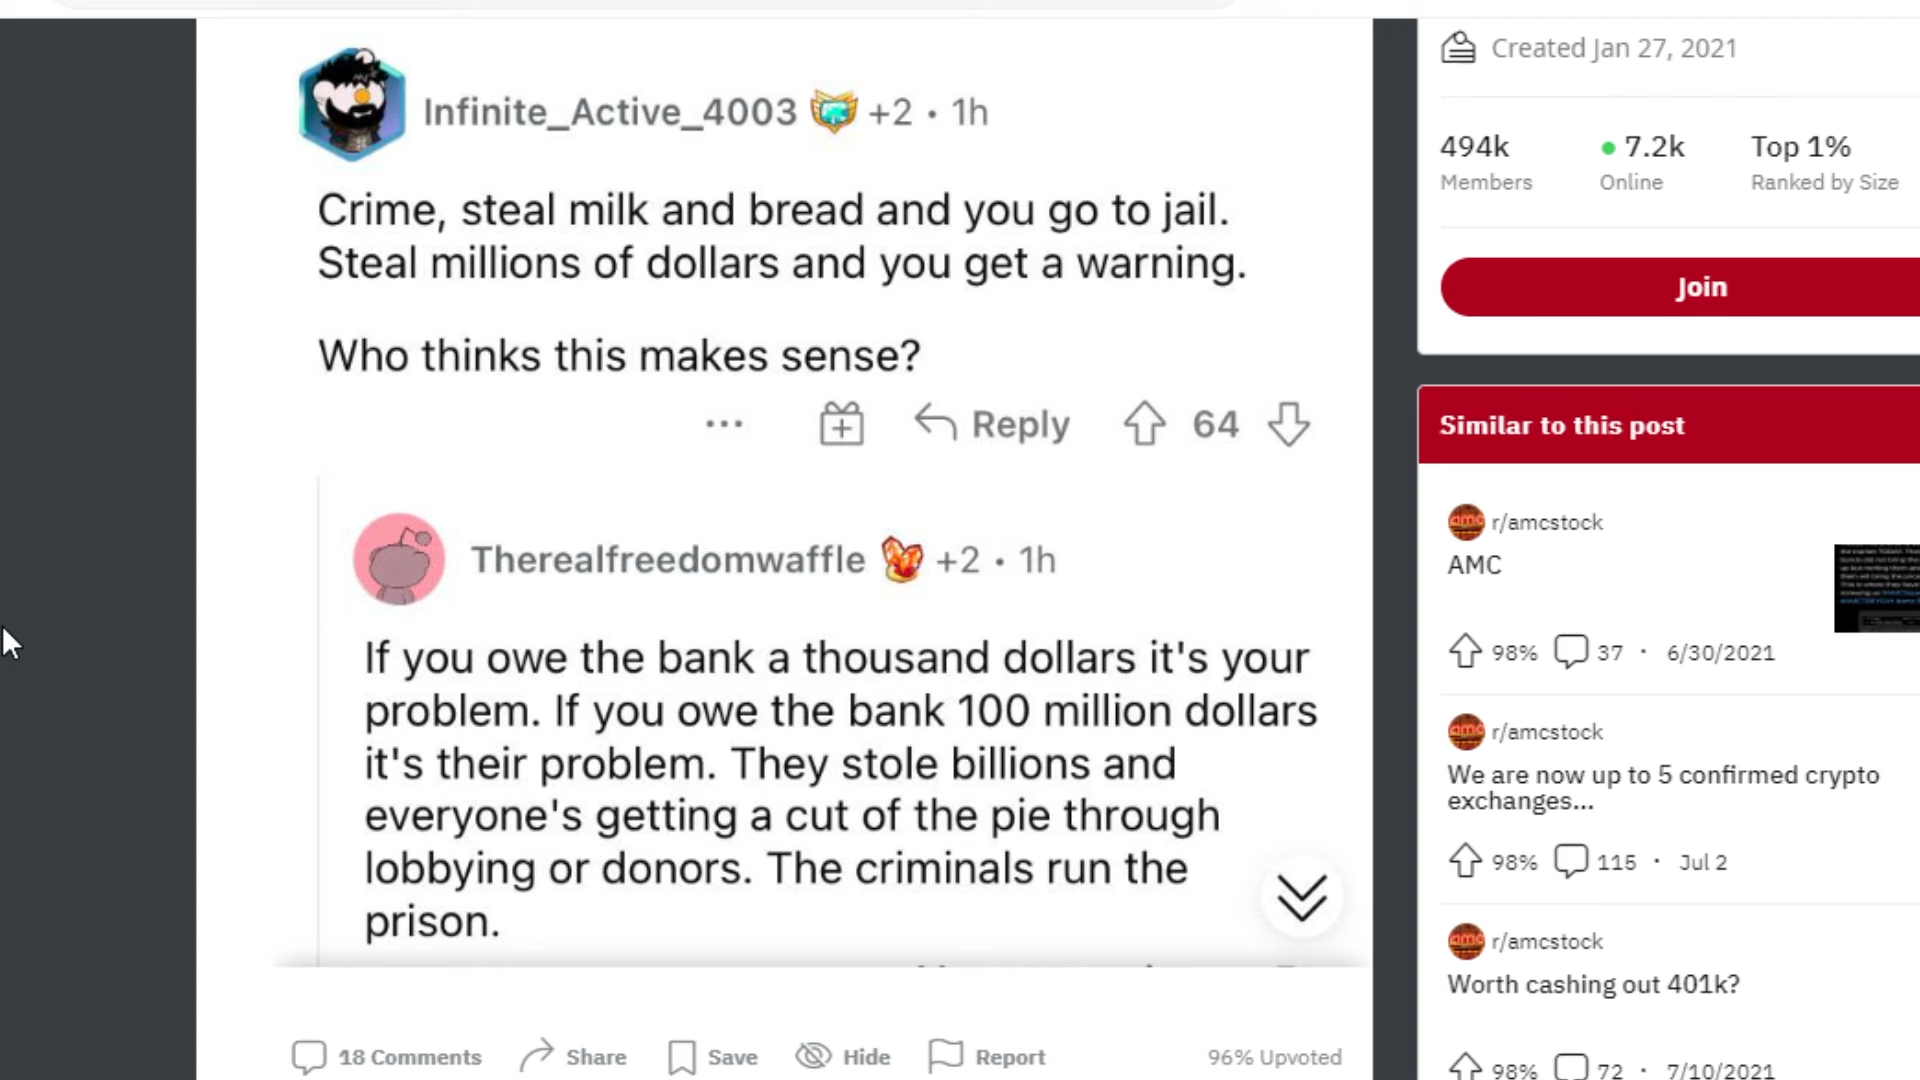 Infinite_Active_4003 +2 • 1h
Crime, steal milk and bread and you go to jail.
Steal millions of dollars and you get a warning.
Who thinks this makes sense?
... Reply 64
Therealfreedomwaffle +2 • 1h
If you owe the bank a thousand dollars it's your
problem. If you owe the bank 100 million dollars
it's their problem. They stole billions and
everyone's getting a cut of the pie through
lobbying or donors. The criminals run the
prison.
18 Comments Share Save Hide Report 96% Upvoted
Created Jan 27, 2021
494k 7.2k Top 1%
Members Online Ranked by Size
Join
Similar to this post
amc r/amcstock
AMC
98% 37 · 6/30/2021
amc r/amcstock
We are now up to 5 confirmed crypto
exchanges...
98% 115 · Jul 2
amc r/amcstock
Worth cashing out 401k?
98% 72 · 7/10/2021